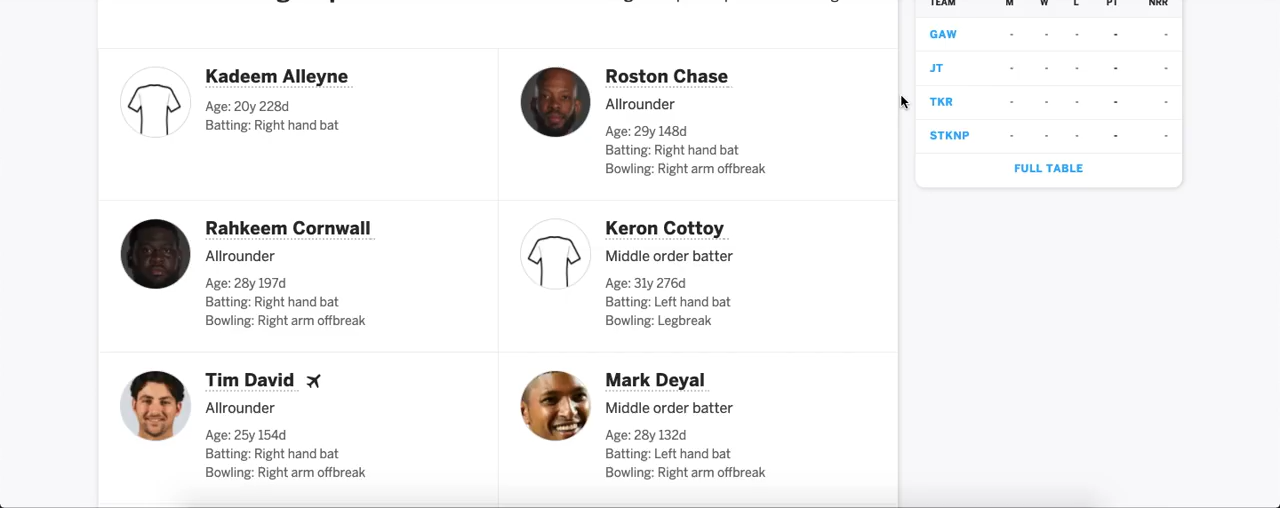 TEAM M W L PT NRR
GAW - - - - -
JT - - - - -
TKR - - - - -
STKNP - - - - -
FULL TABLE
Kadeem Alleyne
Age: 20y 228d
Batting: Right hand bat
Roston Chase
Allrounder
Age: 29y 148d
Batting: Right hand bat
Bowling: Right arm offbreak
Rahkeem Cornwall
Allrounder
Age: 28y 197d
Batting: Right hand bat
Bowling: Right arm offbreak
Keron Cottoy
Middle order batter
Age: 31y 276d
Batting: Left hand bat
Bowling: Legbreak
Tim David
Allrounder
Age: 25y 154d
Batting: Right hand bat
Bowling: Right arm offbreak
Mark Deyal
Middle order batter
Age: 28y 132d
Batting: Left hand bat
Bowling: Right arm offbreak